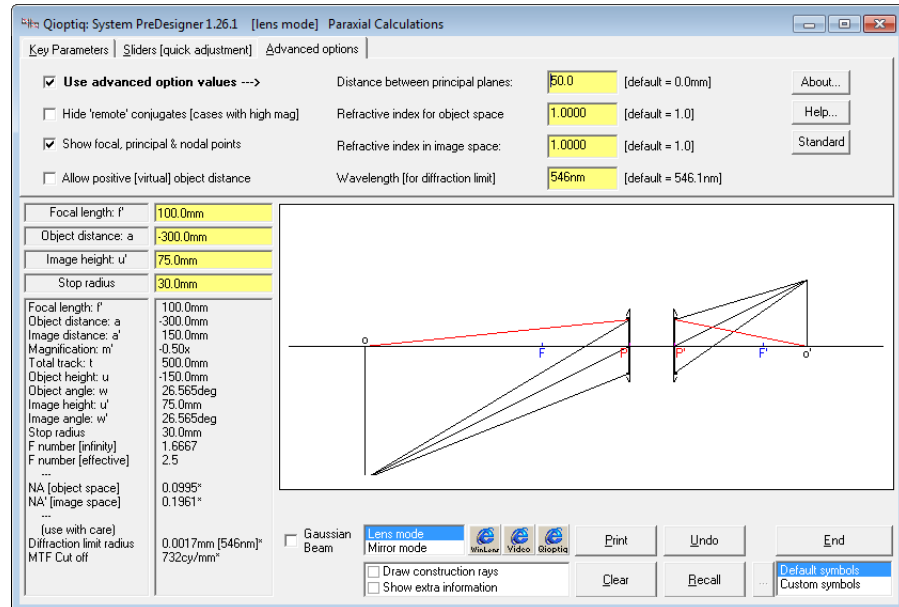 Qioptiq: System PreDesigner 1.26.1 [lens mode] Paraxial Calculations
Key Parameters Sliders [quick adjustment] Advanced options
Use advanced option values --->
Distance between principal planes: 50.0 [default = 0.0mm]
About...
Hide 'remote' conjugates [cases with high mag]
Refractive index for object space 1.0000 [default = 1.0]
Help...
Show focal, principal & nodal points
Refractive index in image space: 1.0000 [default = 1.0]
Standard
Allow positive [virtual] object distance
Wavelength [for diffraction limit] 546nm [default = 546.1nm]
Focal length: f' 100.0mm
Object distance: a -300.0mm
Image height: u' 75.0mm
Stop radius 30.0mm
Focal length: f' 100.0mm
Object distance: a -300.0mm
Image distance: a' 150.0mm
Magnification: m' -0.50x
Total track: t 500.0mm
Object height: u -150.0mm
Object angle: w 26.565deg
Image height: u' 75.0mm
Image angle: w' 26.565deg
Stop radius 30.0mm
F number [infinity] 1.6667
F number [effective] 2.5
---
NA [object space] 0.0995*
NA' [image space] 0.1961*
---
(use with care)
Diffraction limit radius 0.0017mm [546nm]*
MTF Cut off 732cy/mm*
o F P P' F' o'
Gaussian
Beam
Lens mode
Mirror mode
WinLens Video Qioptiq
Print Undo End
Draw construction rays
Show extra information
Clear Recall ...
Default symbols
Custom symbols